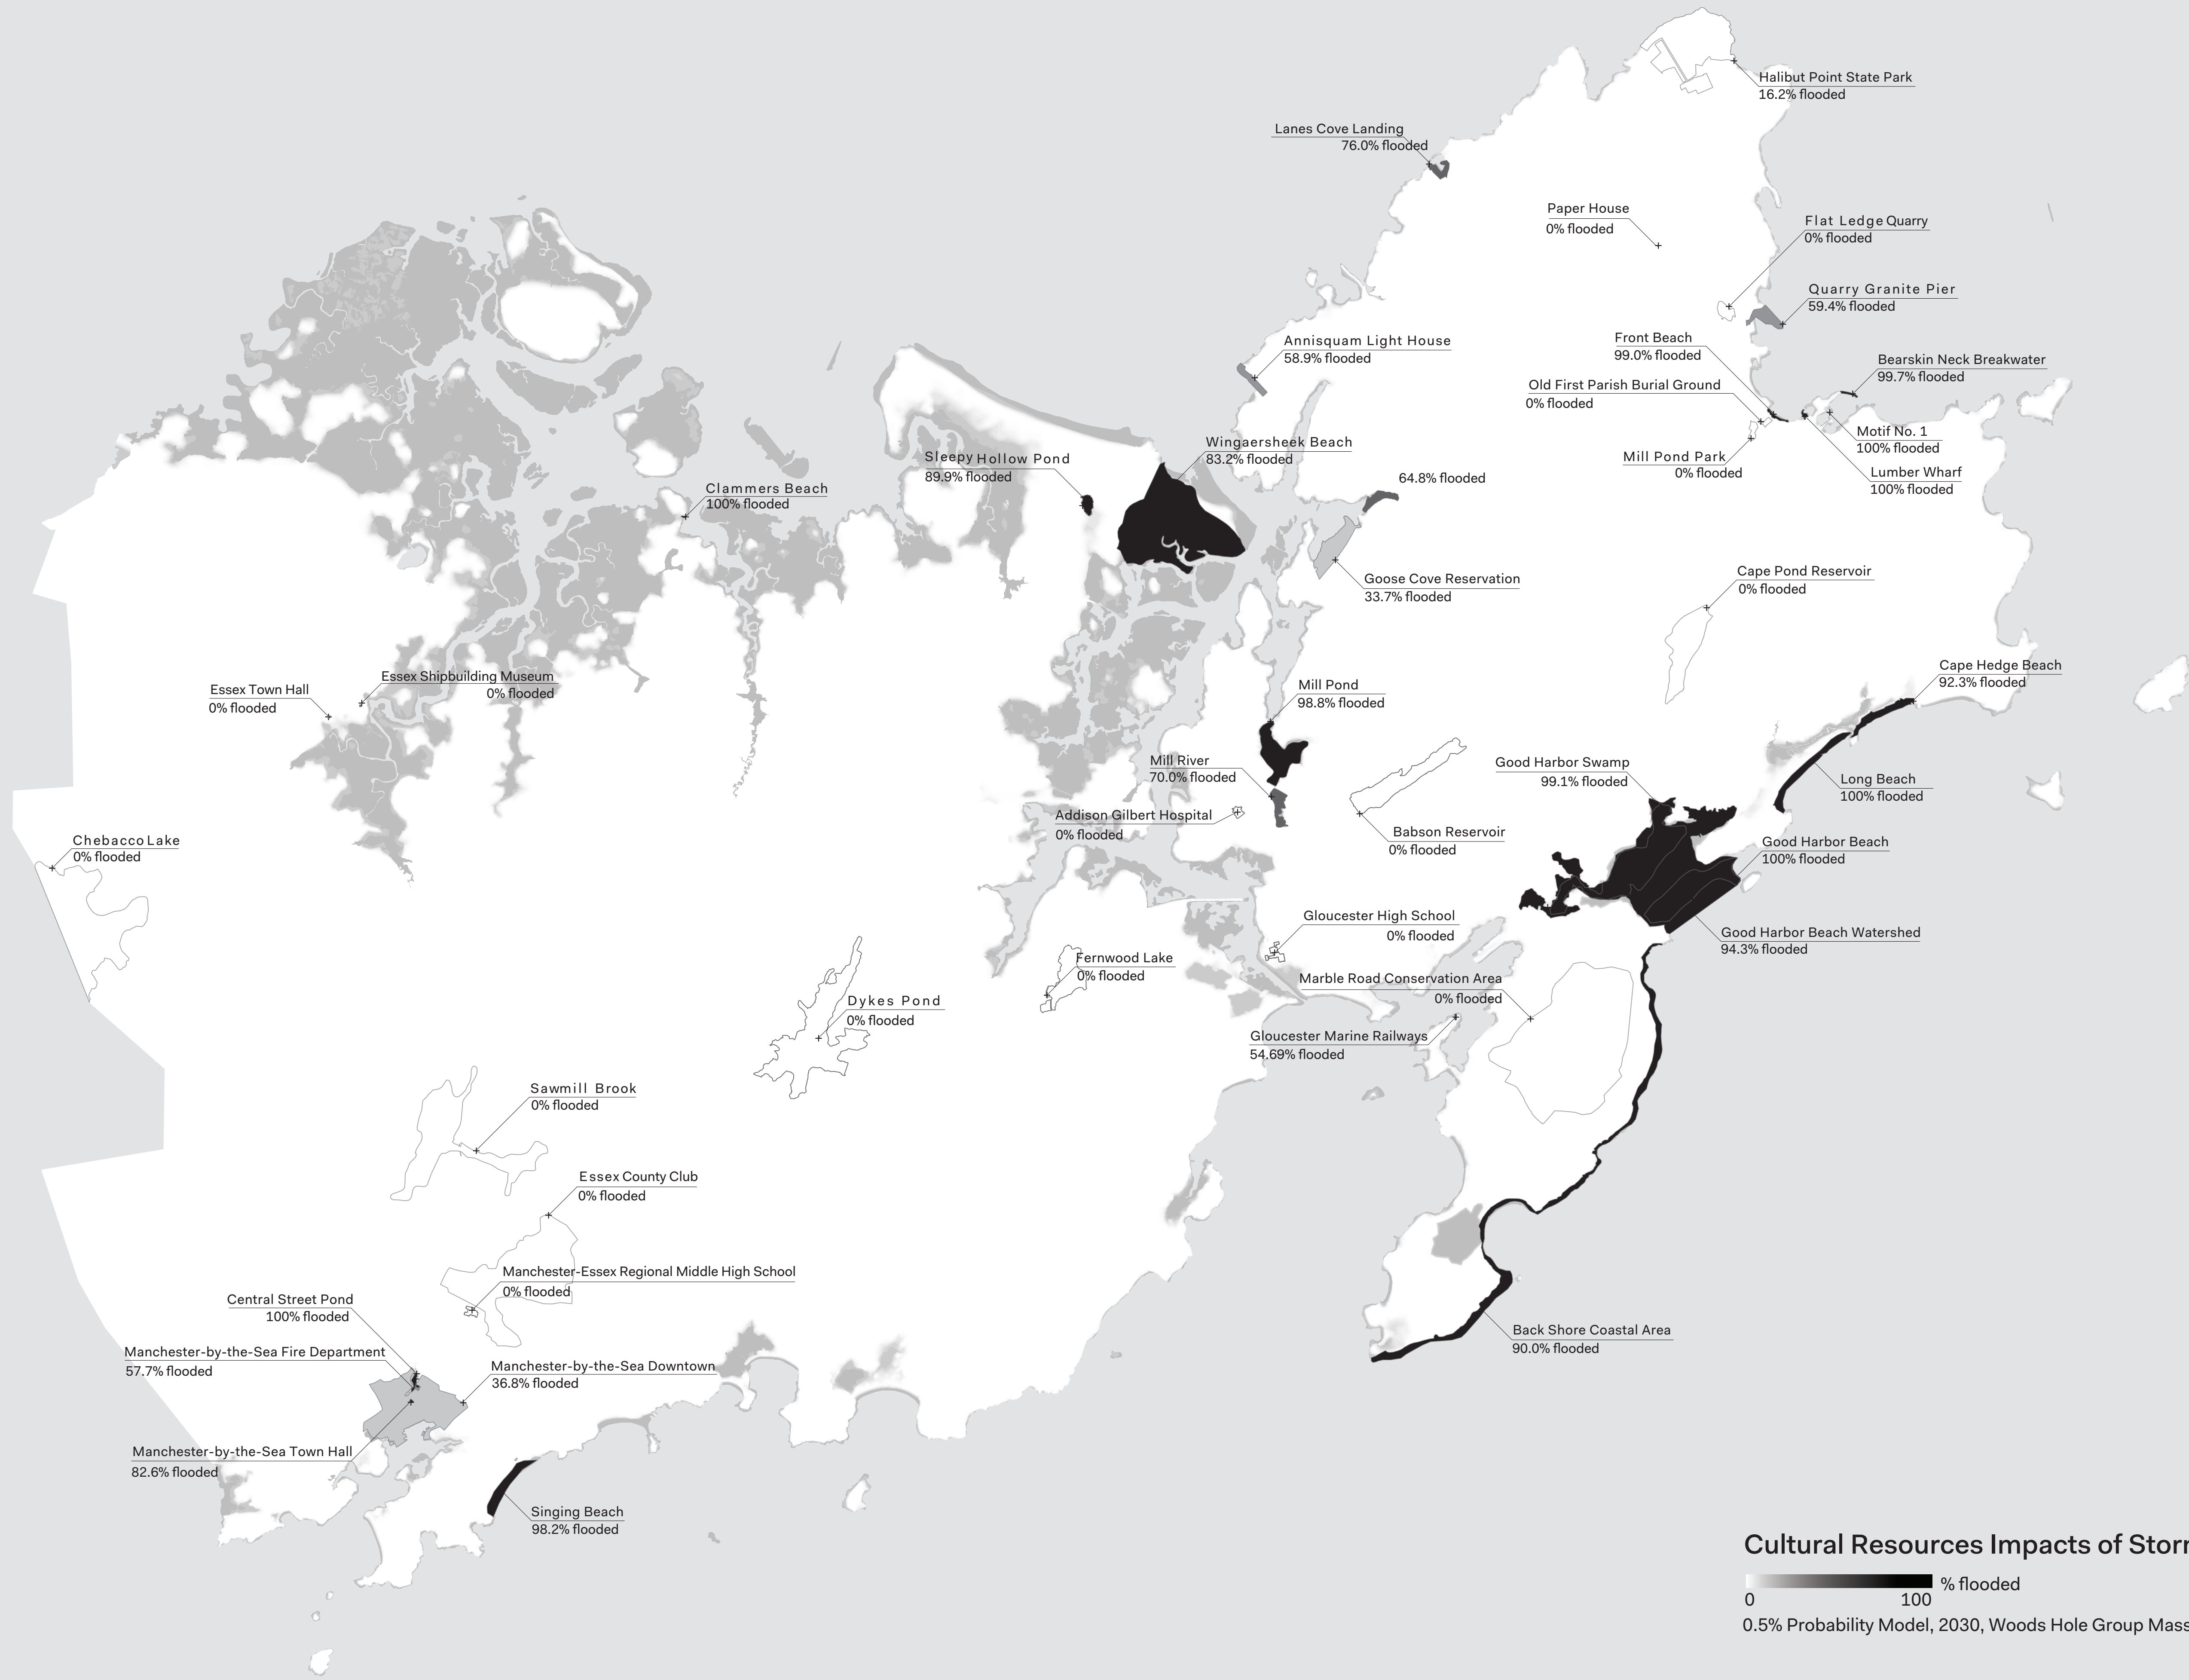 Halibut Point State Park
16.2% flooded
Lanes Cove Landing
76.0% flooded
Paper House
0% flooded
Flat Ledge Quarry
0% flooded
Quarry Granite Pier
59.4% flooded
Annisquam Light House
58.9% flooded
Front Beach
99.0% flooded
Bearskin Neck Breakwater
99.7% flooded
Old First Parish Burial Ground
0% flooded
Motif No. 1
100% flooded
Mill Pond Park
0% flooded
Lumber Wharf
100% flooded
Wingaersheek Beach
83.2% flooded
Sleepy Hollow Pond
89.9% flooded
64.8% flooded
Clammers Beach
100% flooded
Goose Cove Reservation
33.7% flooded
Cape Pond Reservoir
0% flooded
Cape Hedge Beach
92.3% flooded
Essex Shipbuilding Museum
0% flooded
Essex Town Hall
0% flooded
Mill Pond
98.8% flooded
Mill River
70.0% flooded
Good Harbor Swamp
99.1% flooded
Long Beach
100% flooded
Addison Gilbert Hospital
0% flooded
Babson Reservoir
0% flooded
Chebacco Lake
0% flooded
Good Harbor Beach
100% flooded
Gloucester High School
0% flooded
Good Harbor Beach Watershed
94.3% flooded
Fernwood Lake
0% flooded
Marble Road Conservation Area
0% flooded
Dykes Pond
0% flooded
Gloucester Marine Railways
54.69% flooded
Sawmill Brook
0% flooded
Essex County Club
0% flooded
Manchester-Essex Regional Middle High School
0% flooded
Central Street Pond
100% flooded
Back Shore Coastal Area
90.0% flooded
Manchester-by-the-Sea Fire Department
57.7% flooded
Manchester-by-the-Sea Downtown
36.8% flooded
Manchester-by-the-Sea Town Hall
82.6% flooded
Singing Beach
98.2% flooded
Cultural Resources Impacts of Stor
% flooded
0 100
0.5% Probability Model, 2030, Woods Hole Group Mass